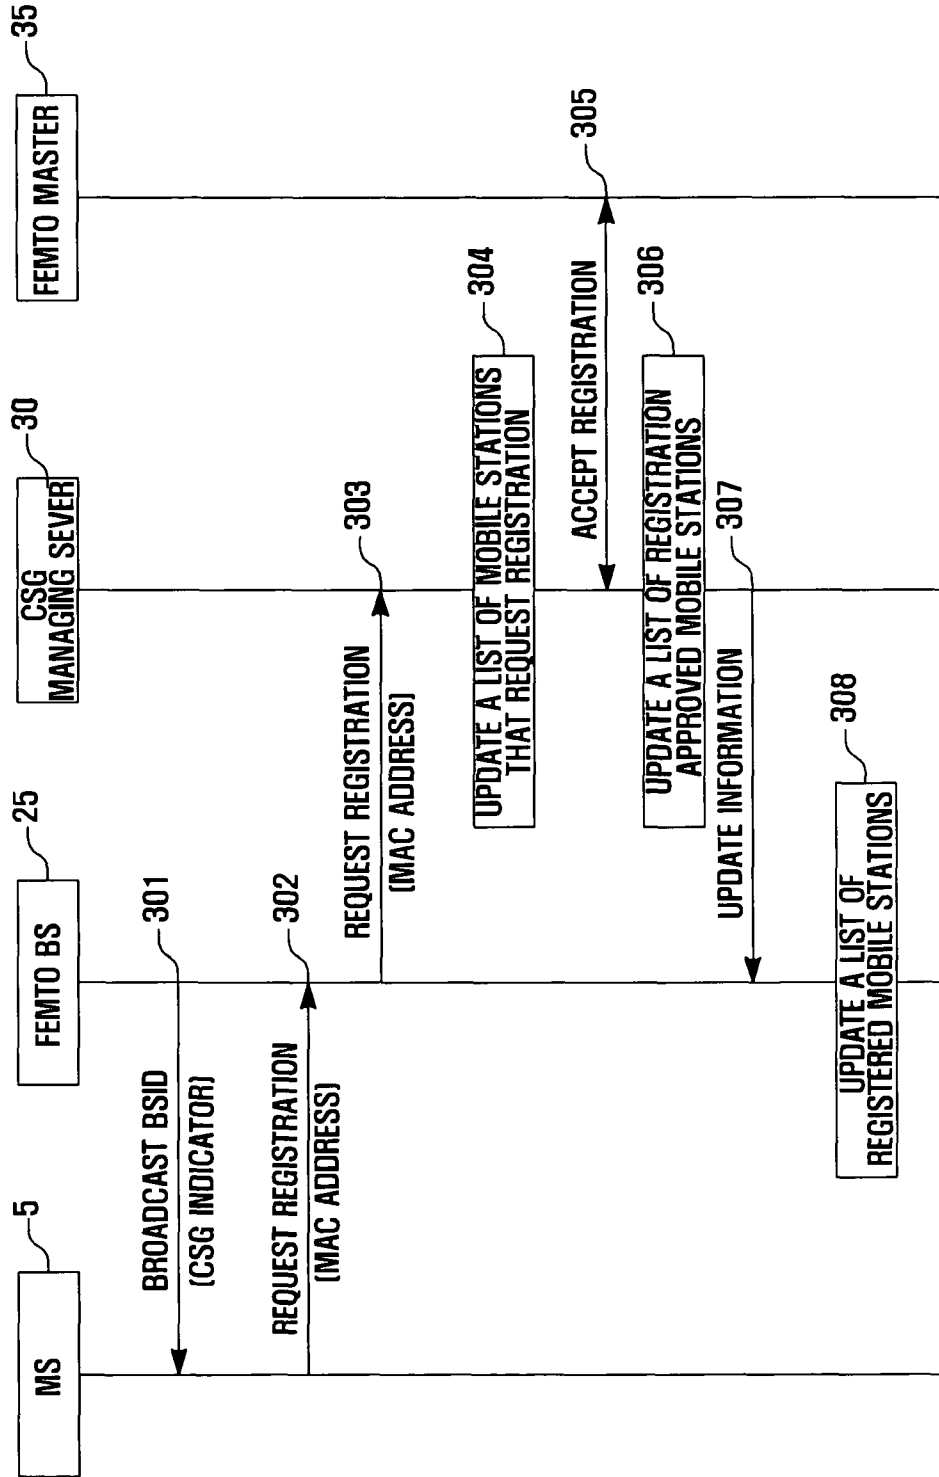 MS
5
FEMTO BS
25
CSG
MANAGING SEVER
30
FEMTO MASTER
35
BROADCAST BSID
(CSG INDICATOR)
301
REQUEST REGISTRATION
(MAC ADDRESS)
302
REQUEST REGISTRATION
(MAC ADDRESS)
303
UPDATE A LIST OF MOBILE STATIONS
THAT REQUEST REGISTRATION
304
ACCEPT REGISTRATION
305
UPDATE A LIST OF REGISTRATION
APPROVED MOBILE STATIONS
306
UPDATE INFORMATION
307
UPDATE A LIST OF
REGISTERED MOBILE STATIONS
308